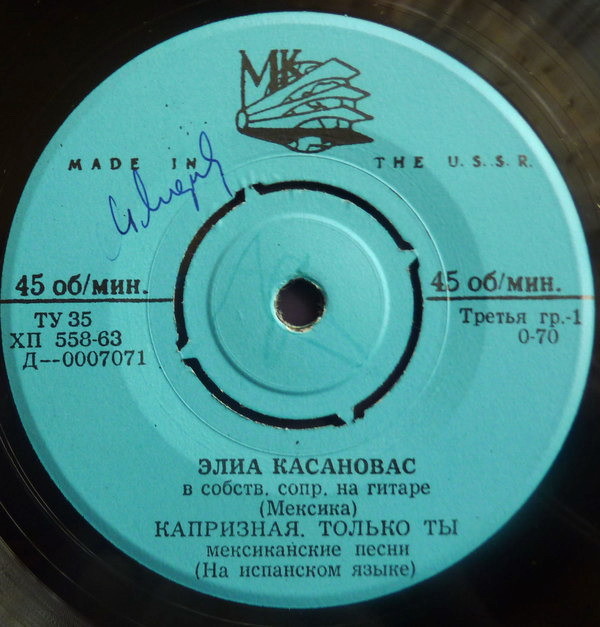 МК
MADE IN THE U.S.S.R.
45 об/мин. 45 об/мин.
ТУ 35
ХП 558-63
Д--0007071
Третья гр.-1
0-70
ЭЛИА КАСАНОВАС
в собств. сопр. на гитаре
(Мексика)
КАПРИЗНАЯ. ТОЛЬКО ТЫ
мексиканские песни
(На испанском языке)